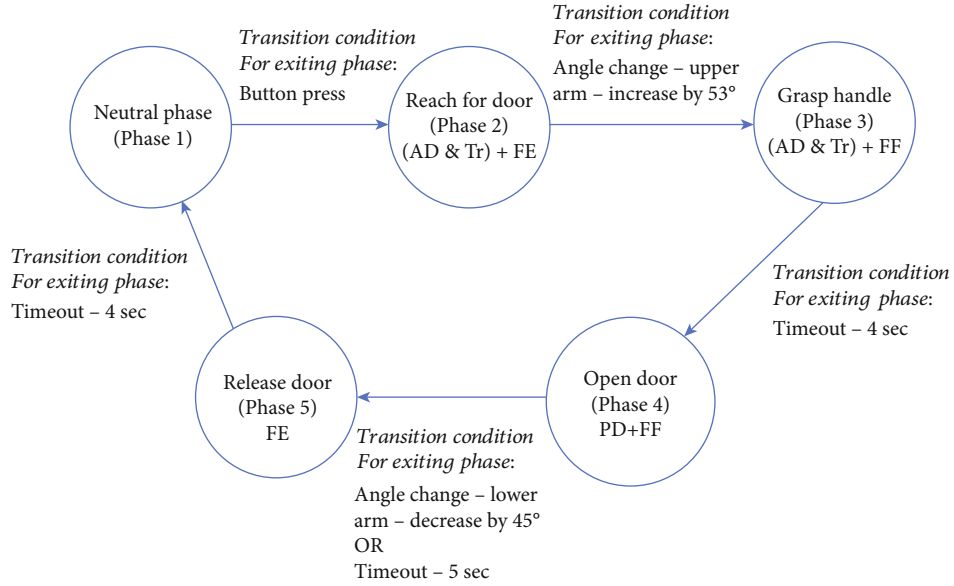 Neutral phase
(Phase 1)
Transition condition
For exiting phase:
Button press
Reach for door
(Phase 2)
(AD & Tr) + FE
Transition condition
For exiting phase:
Angle change – upper
arm – increase by 53°
Grasp handle
(Phase 3)
(AD & Tr) + FF
Transition condition
For exiting phase:
Timeout – 4 sec
Open door
(Phase 4)
PD+FF
Transition condition
For exiting phase:
Angle change – lower
arm – decrease by 45°
OR
Timeout – 5 sec
Release door
(Phase 5)
FE
Transition condition
For exiting phase:
Timeout – 4 sec